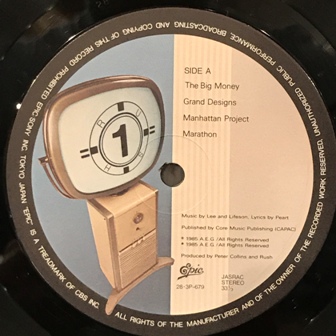 UNAUTHORIZED PUBLIC PERFORMANCE, BROADCASTING AND COPYING OF THIS RECORD PROHIBITED EPIC/SONY INC. TOKYO JAPAN "EPIC" IS A TRADEMARK OF CBS INC. ALL RIGHTS OF THE MANUFACTURER AND OF THE OWNER OF THE RECORDED WORK RESERVED.
R U S H
1
SIDE A
The Big Money
Grand Designs
Manhattan Project
Marathon
Music by Lee and Lifeson, Lyrics by Peart
Published by Core Music Publishing (CAPAC)
℗ 1985 A.E.G./All Rights Reserved
© 1985 A.E.G./All Rights Reserved
Produced by Peter Collins and Rush
Epic
JASRAC
STEREO
28·3P-679
33⅓